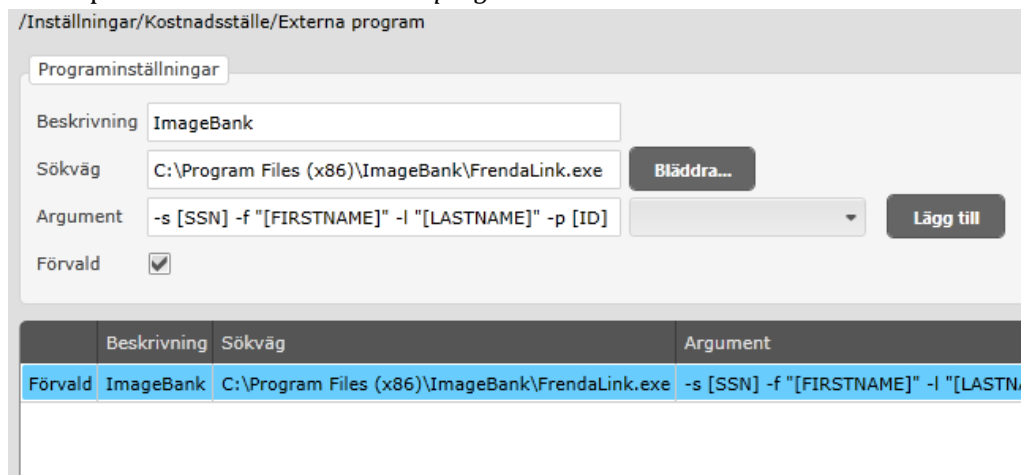 /Inställningar/Kostnadsställe/Externa program
Programinställningar
Beskrivning ImageBank
Sökväg C:\Program Files (x86)\ImageBank\FrendaLink.exe Bläddra...
Argument -s [SSN] -f "[FIRSTNAME]" -l "[LASTNAME]" -p [ID] Lägg till
Förvald
Beskrivning Sökväg Argument
Förvald ImageBank C:\Program Files (x86)\ImageBank\FrendaLink.exe -s [SSN] -f "[FIRSTNAME]" -l "[LASTN